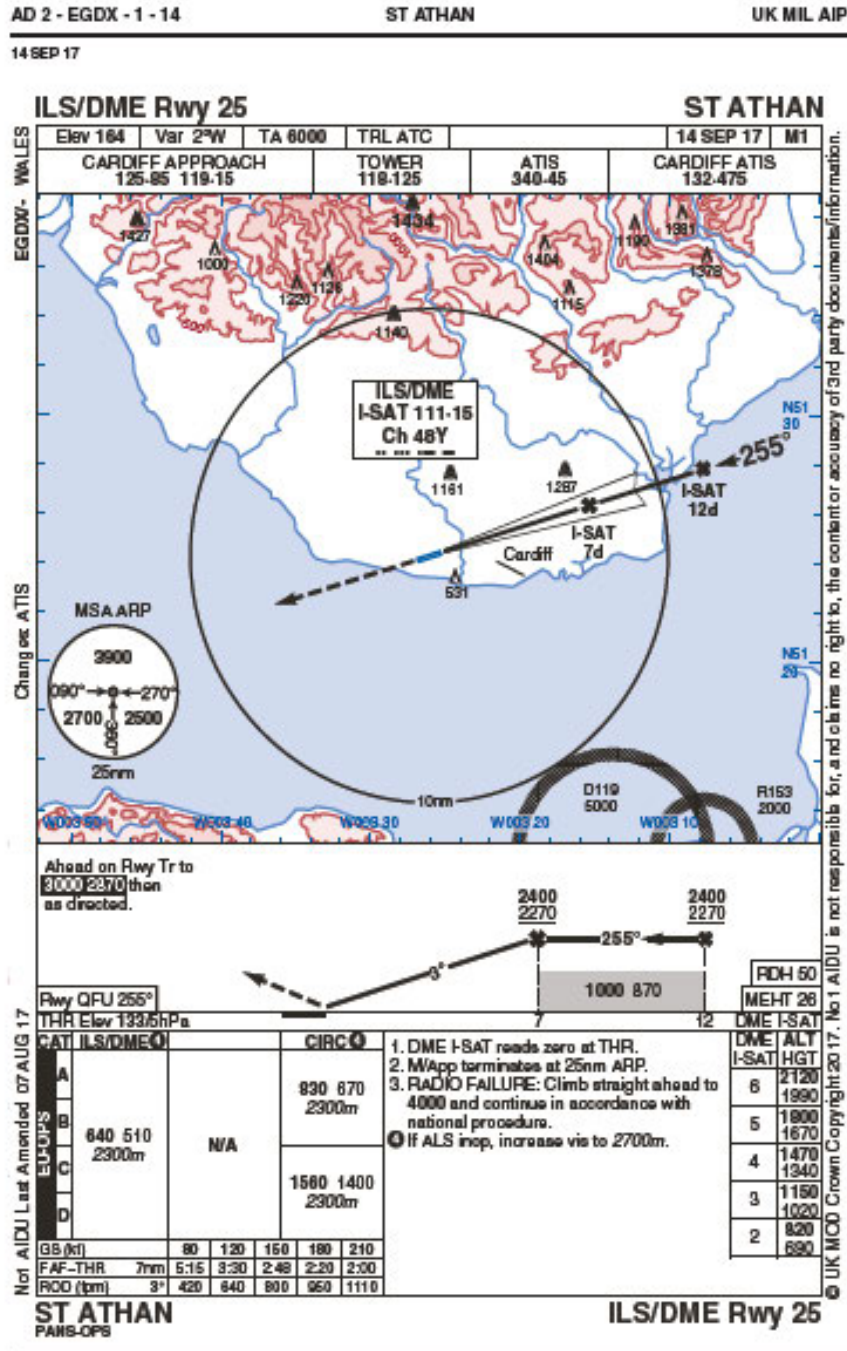 AD 2 - EGDX - 1 - 14 ST ATHAN UK MIL AIP
14 SEP 17
ILS/DME Rwy 25 ST ATHAN
Elev 164 Var 2°W TA 6000 TRL ATC 14 SEP 17 M1
CARDIFF APPROACH TOWER ATIS CARDIFF ATIS
125·85 119·15 118·125 340·45 132·475
EGDX/- WALES
1427
1000
1434
1220
1126
1140
1404
1115
1190
1381
1378
1000
500
ILS/DME
I-SAT 111·15
Ch 48Y
N51
30
255°
I-SAT
12d
1161
1287
I-SAT
7d
Cardiff
531
Changes: ATIS
MSA ARP
3900
090° 270°
2700 2500
360°
25nm
N51
20
10nm
D119
5000
R153
2000
W003 50 W003 40 W003 30 W003 20 W003 10
Ahead on Rwy Tr to
3000 2870 then
as directed.
2400 2400
2270 2270
255°
3°
1000 870
RDH 50
Rwy QFU 255° MEHT 26
THR Elev 133/5hPa 7 12 DME I-SAT
CAT ILS/DME4 CIRC4
EU-OPS
A
B
C
D
640 510
2300m
N/A
830 670
2300m
1560 1400
2300m
1. DME I-SAT reads zero at THR.
2. M/App terminates at 25nm ARP.
3. RADIO FAILURE: Climb straight ahead to
4000 and continue in accordance with
national procedure.
4 If ALS inop, increase vis to 2700m.
DME ALT
I-SAT HGT
6 2120
1990
5 1800
1670
4 1470
1340
3 1150
1020
2 820
690
GS (kt) 80 120 150 180 210
FAF-THR 7nm 5:15 3:30 2:48 2:20 2:00
ROD (fpm) 3° 420 640 800 950 1110
No1 AIDU Last Amended 07 AUG 17
© UK MOD Crown Copyright 2017. No1 AIDU is not responsible for, and claims no right to, the content or accuracy of 3rd party documents/information.
ST ATHAN ILS/DME Rwy 25
PANS-OPS